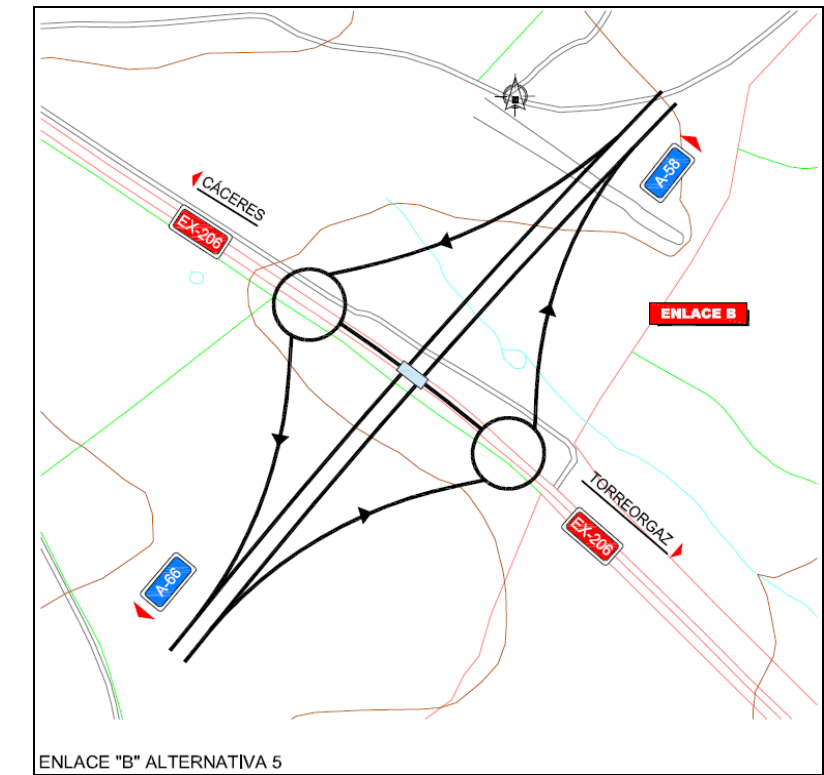 A-58
CÁCERES
EX-206
ENLACE B
TORREORGAZ
EX-206
A-66
ENLACE "B" ALTERNATIVA 5